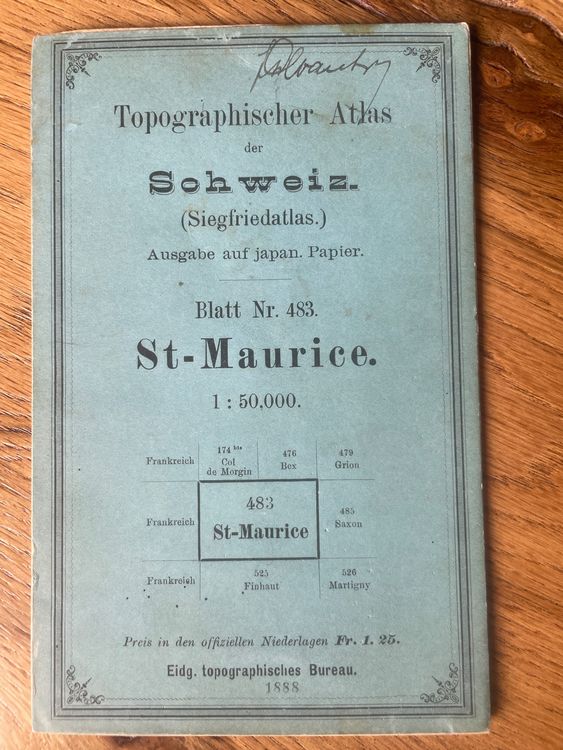 Topographischer Atlas
der
Schweiz.
(Siegfriedatlas.)
Ausgabe auf japan. Papier.
Blatt Nr. 483.
St-Maurice.
1 : 50,000.
Frankreich
174 bis
Col
de Morgin
476
Bex
479
Grion
Frankreich
483
St-Maurice
485
Saxon
Frankreich
525
Finhaut
526
Martigny
Preis in den offiziellen Niederlagen Fr. 1. 25.
Eidg. topographisches Bureau.
1888